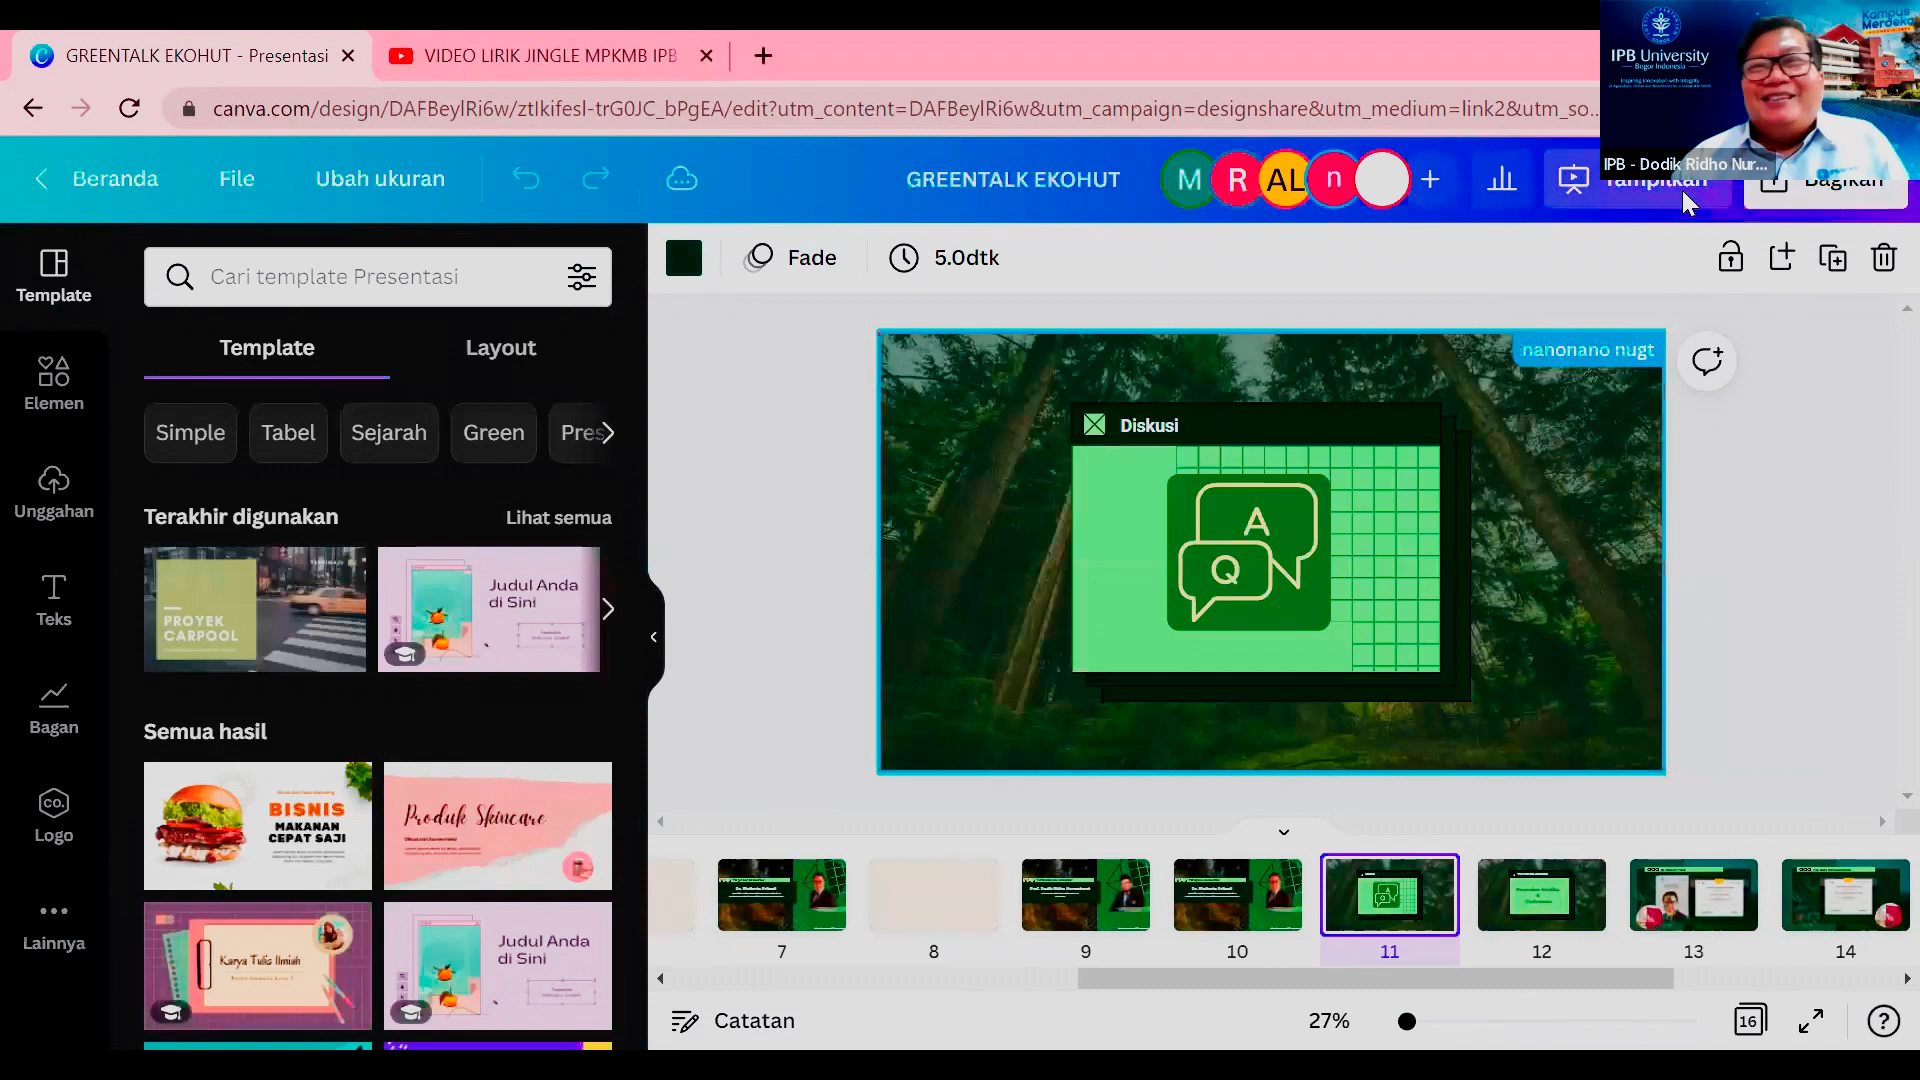 GREENTALK EKOHUT - Presentasi
VIDEO LIRIK JINGLE MPKMB IPB
canva.com/design/DAFBeylRi6w/ztlkifesl-trG0JC_bPgEA/edit?utm_content=DAFBeylRi6w&utm_campaign=designshare&utm_medium=link2&utm_so...
IPB University
Bogor Indonesia
Kampus
Merdeka
IPB - Dodik Ridho Nur...
Beranda
File
Ubah ukuran
GREENTALK EKOHUT
M
R
AL
n
Tampilkan
Bagikan
Template
Elemen
Unggahan
Teks
Bagan
CO.
Logo
Lainnya
Cari template Presentasi
Template
Layout
Simple
Tabel
Sejarah
Green
Pres
Terakhir digunakan
Lihat semua
PROYEK
CARPOOL
Judul Anda
di Sini
Semua hasil
BISNIS
MAKANAN
CEPAT SAJI
Produk Skincare
Karya Tulis Ilmiah
Judul Anda
di Sini
Fade
5.0dtk
nanonano nugt
Diskusi
A
Q
7
8
9
10
11
12
13
14
Catatan
27%
16
?